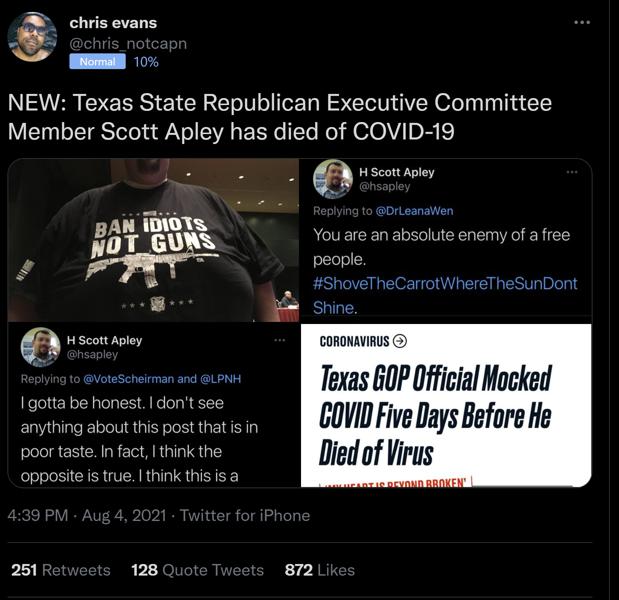 chris evans
@chris_notcapn
Normal 10%
NEW: Texas State Republican Executive Committee
Member Scott Apley has died of COVID-19
BAN IDIOTS
NOT GUNS
H Scott Apley
@hsapley
Replying to @DrLeanaWen
You are an absolute enemy of a free
people.
#ShoveTheCarrotWhereTheSunDont
Shine.
H Scott Apley
@hsapley
Replying to @VoteScheirman and @LPNH
I gotta be honest. I don't see
anything about this post that is in
poor taste. In fact, I think the
opposite is true. I think this is a
CORONAVIRUS
Texas GOP Official Mocked
COVID Five Days Before He
Died of Virus
'MY HEART IS BEYOND BROKEN'
4:39 PM · Aug 4, 2021 · Twitter for iPhone
251 Retweets 128 Quote Tweets 872 Likes